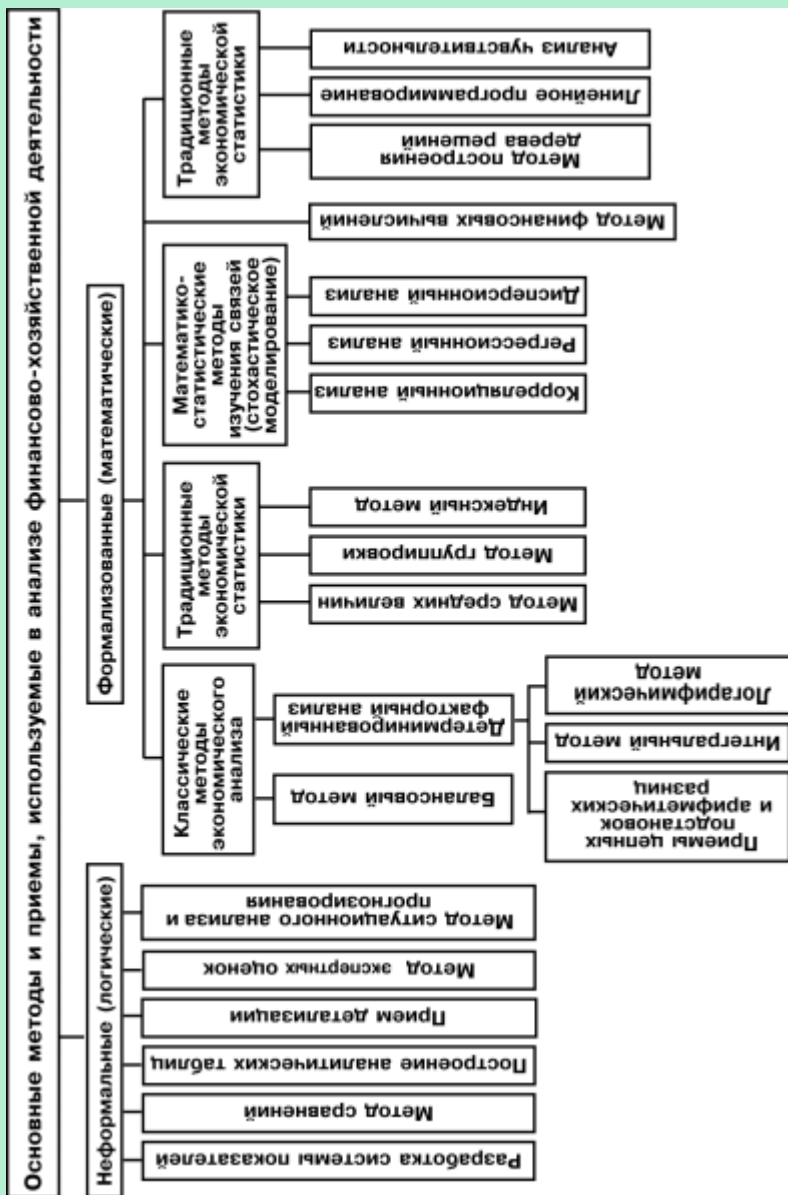 Основные методы и приемы, используемые в анализе финансово-хозяйственной деятельности
Неформальные (логические)
Разработка системы показателей
Метод сравнений
Построение аналитических таблиц
Прием детализации
Метод экспертных оценок
Метод ситуационного анализа и
прогнозирования
Формализованные (математические)
Классические
методы
экономического
анализа
Балансовый метод
Детерминированный
факторный анализ
Приемы цепных
подстановок
и арифметических
разниц
Интегральный метод
Логарифмический
метод
Традиционные
методы
экономической
статистики
Метод средних величин
Метод группировки
Индексный метод
Математико-
статистические
методы
изучения связей
(стохастическое
моделирование)
Корреляционный анализ
Регрессионный анализ
Дисперсионный анализ
Метод финансовых вычислений
Традиционные
методы
экономической
статистики
Метод построения
дерева решений
Линейное программирование
Анализ чувствительности